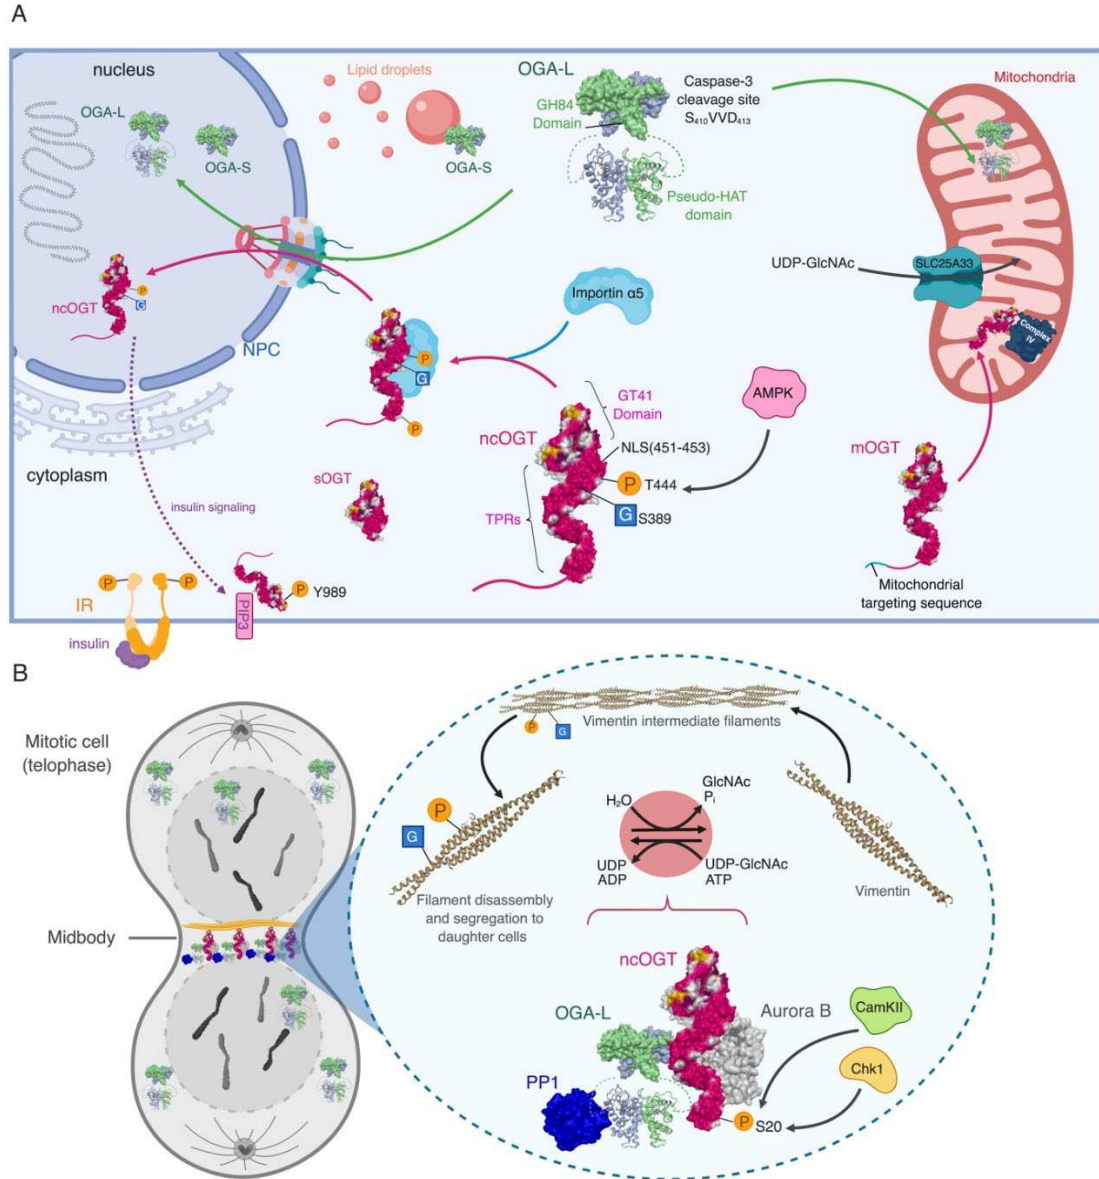 A
nucleus
OGA-L
OGA-S
Lipid droplets
OGA-S
OGA-L
GH84
Domain
Caspase-3
cleavage site
S410VVD413
Pseudo-HAT
domain
Mitochondria
UDP-GlcNAc
SLC25A33
Complex
IV
ncOGT
P
G
NPC
Importin α5
P
G
P
AMPK
GT41
Domain
ncOGT
NLS(451-453)
P
T444
G
S389
TPRs
mOGT
Mitochondrial
targeting sequence
cytoplasm
sOGT
insulin signaling
P
P
IR
insulin
PIP3
P
Y989
B
Mitotic cell
(telophase)
Midbody
Vimentin intermediate filaments
P
G
P
G
Filament disassembly
and segregation to
daughter cells
GlcNAc
Pi
H2O
UDP
ADP
UDP-GlcNAc
ATP
Vimentin
ncOGT
OGA-L
Aurora B
CamKII
PP1
Chk1
P
S20